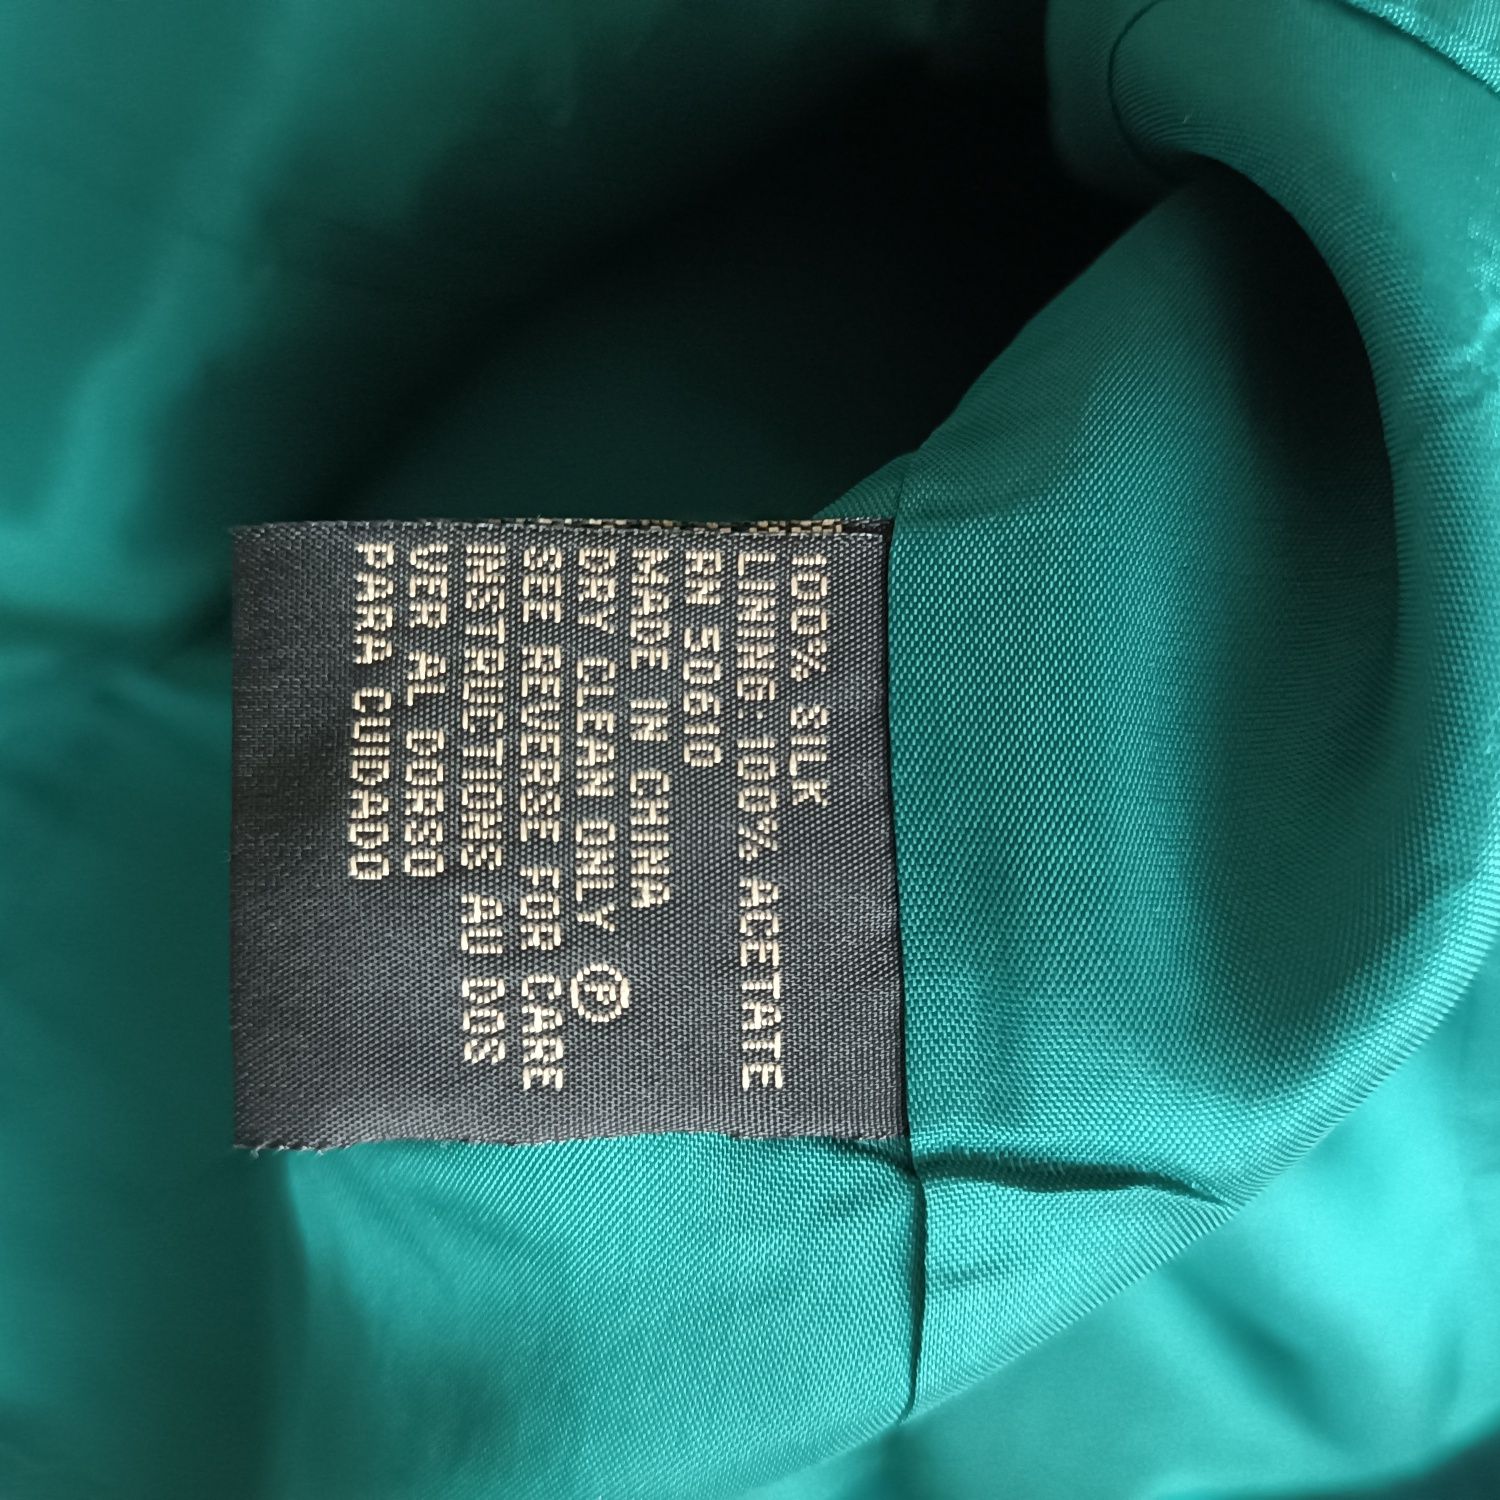 100% SILK
LINING:100% ACETATE
RN 50610
MADE IN CHINA
DRY CLEAN ONLY Ⓟ
SEE REVERSE FOR CARE
INSTRUCTIONS AU DOS
VER AL DORSO
PARA CUIDADO